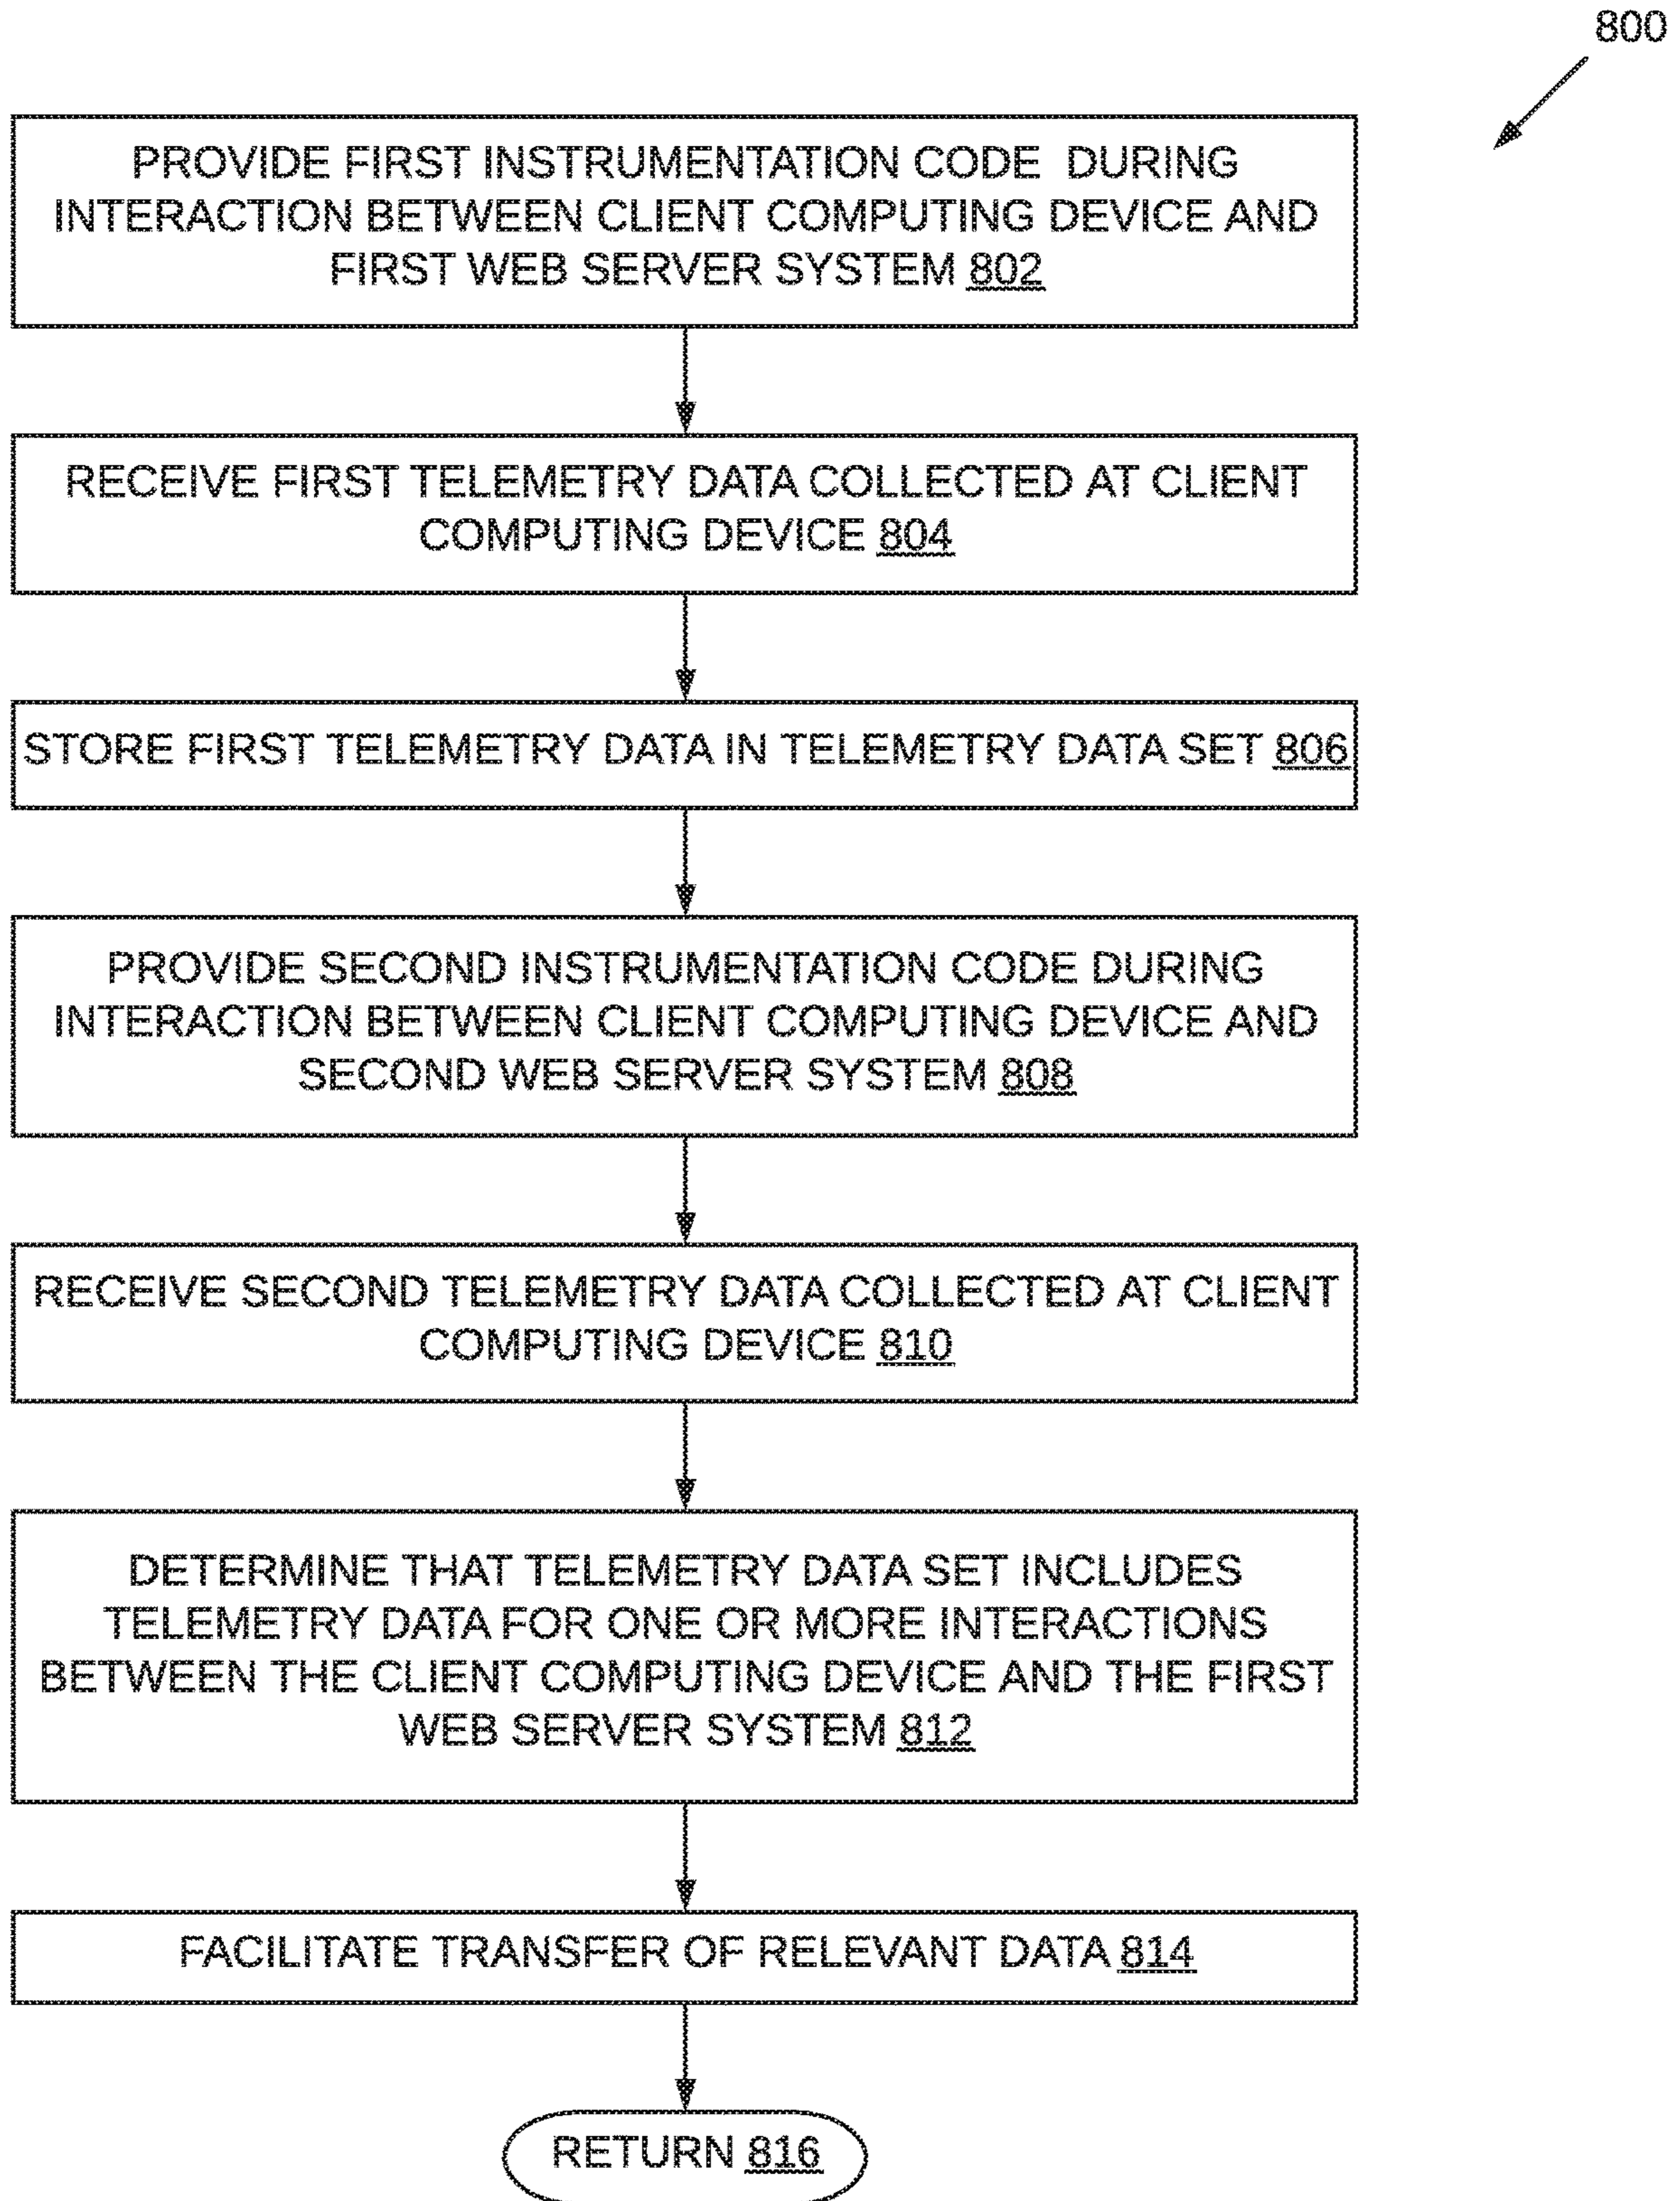 800
PROVIDE FIRST INSTRUMENTATION CODE DURING
INTERACTION BETWEEN CLIENT COMPUTING DEVICE AND
FIRST WEB SERVER SYSTEM 802
RECEIVE FIRST TELEMETRY DATA COLLECTED AT CLIENT
COMPUTING DEVICE 804
STORE FIRST TELEMETRY DATA IN TELEMETRY DATA SET 806
PROVIDE SECOND INSTRUMENTATION CODE DURING
INTERACTION BETWEEN CLIENT COMPUTING DEVICE AND
SECOND WEB SERVER SYSTEM 808
RECEIVE SECOND TELEMETRY DATA COLLECTED AT CLIENT
COMPUTING DEVICE 810
DETERMINE THAT TELEMETRY DATA SET INCLUDES
TELEMETRY DATA FOR ONE OR MORE INTERACTIONS
BETWEEN THE CLIENT COMPUTING DEVICE AND THE FIRST
WEB SERVER SYSTEM 812
FACILITATE TRANSFER OF RELEVANT DATA 814
RETURN 816